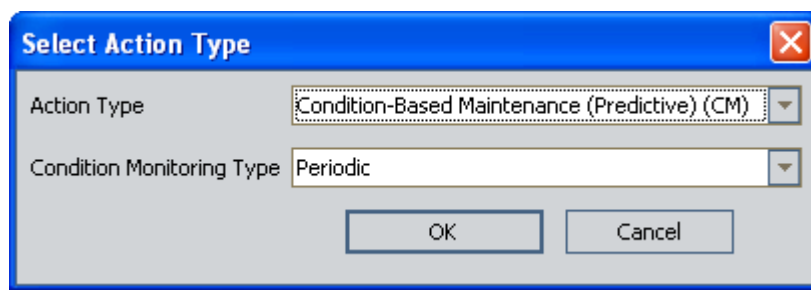 Select Action Type
Action Type Condition-Based Maintenance (Predictive) (CM)
Condition Monitoring Type Periodic
OK Cancel